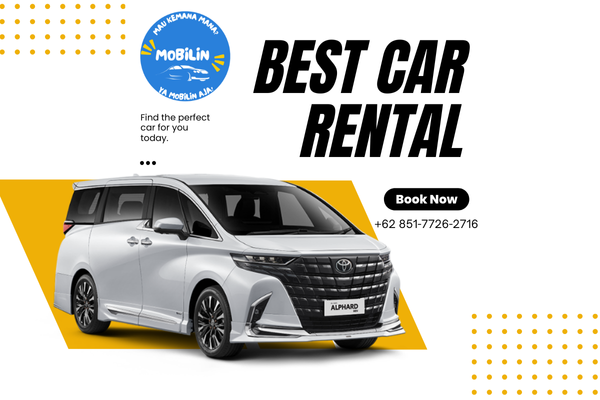 MAU KEMANA MANA?
MOBILIN
YA MOBILIN AJA!
BEST CAR
RENTAL
Find the perfect
car for you
today.
Book Now
+62 851-7726-2716
ALPHARD